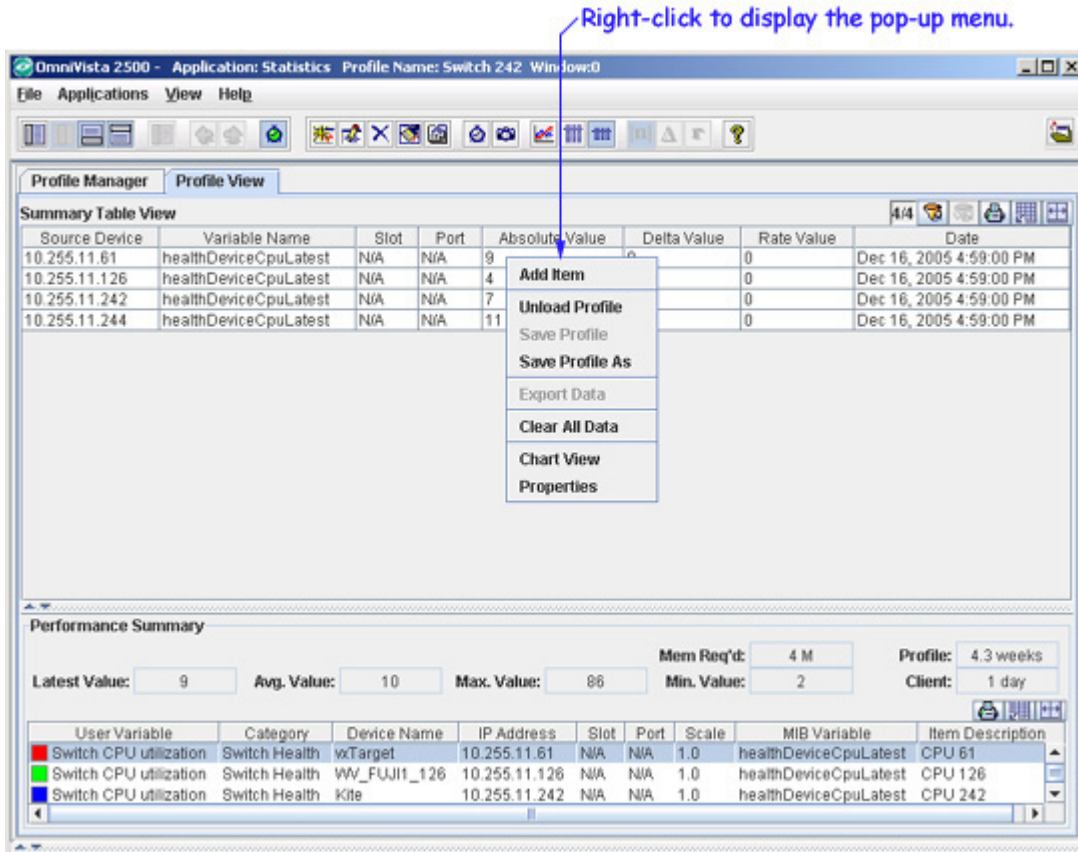 Right-click to display the pop-up menu.
OmniVista 2500 - Application: Statistics Profile Name: Switch 242 Window:0
File Applications View Help
Profile Manager Profile View
Summary Table View 4/4
Source Device Variable Name Slot Port Absolute Value Delta Value Rate Value Date
10.255.11.61 healthDeviceCpuLatest N/A N/A 9 0 0 Dec 16, 2005 4:59:00 PM
10.255.11.126 healthDeviceCpuLatest N/A N/A 4 0 Dec 16, 2005 4:59:00 PM
10.255.11.242 healthDeviceCpuLatest N/A N/A 7 0 Dec 16, 2005 4:59:00 PM
10.255.11.244 healthDeviceCpuLatest N/A N/A 11 0 Dec 16, 2005 4:59:00 PM
Add Item
Unload Profile
Save Profile
Save Profile As
Export Data
Clear All Data
Chart View
Properties
Performance Summary
Mem Req'd: 4 M Profile: 4.3 weeks
Latest Value: 9 Avg. Value: 10 Max. Value: 86 Min. Value: 2 Client: 1 day
User Variable Category Device Name IP Address Slot Port Scale MIB Variable Item Description
Switch CPU utilization Switch Health vxTarget 10.255.11.61 N/A N/A 1.0 healthDeviceCpuLatest CPU 61
Switch CPU utilization Switch Health WV_FUJI1_126 10.255.11.126 N/A N/A 1.0 healthDeviceCpuLatest CPU 126
Switch CPU utilization Switch Health Kite 10.255.11.242 N/A N/A 1.0 healthDeviceCpuLatest CPU 242